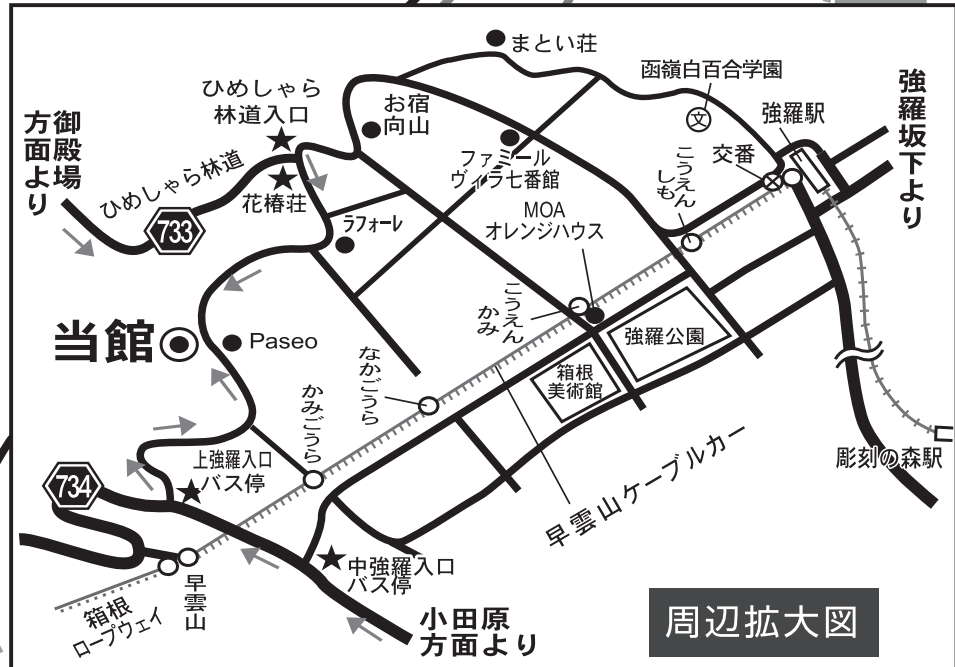 まとい荘
函嶺白百合学園
文
強羅駅
強羅坂下より
交番
こうえん
しも
ひめしゃら
林道入口
お宿
向山
ファミール
ヴィラ七番館
御殿場
方面より
ひめしゃら林道
733
花椿荘
ラフォーレ
MOA
オレンジハウス
こうえん
かみ
強羅公園
箱根
美術館
当館
Paseo
なかごうら
かみごうら
彫刻の森駅
早雲山ケーブルカー
上強羅入口
バス停
734
中強羅入口
バス停
早雲山
箱根
ロープウェイ
小田原
方面より
周辺拡大図